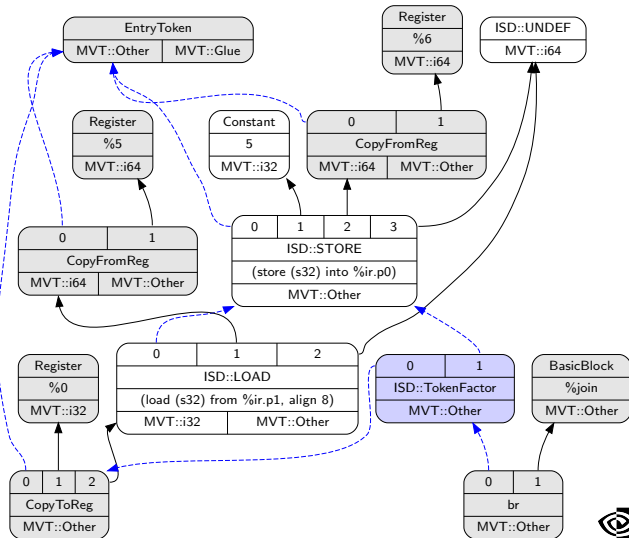 EntryToken
MVT::Other MVT::Glue
Register
%6
MVT::i64
ISD::UNDEF
MVT::i64
Register
%5
MVT::i64
Constant
5
MVT::i32
0 1
CopyFromReg
MVT::i64 MVT::Other
0 1
CopyFromReg
MVT::i64 MVT::Other
0 1 2 3
ISD::STORE
(store (s32) into %ir.p0)
MVT::Other
Register
%0
MVT::i32
0 1 2
ISD::LOAD
(load (s32) from %ir.p1, align 8)
MVT::i32 MVT::Other
0 1
ISD::TokenFactor
MVT::Other
BasicBlock
%join
MVT::Other
0 1 2
CopyToReg
MVT::Other
0 1
br
MVT::Other